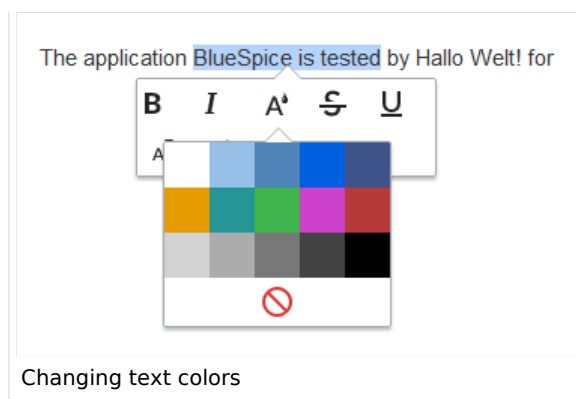 The application BlueSpice is tested by Hallo Welt! for
B I A S U
A
Changing text colors